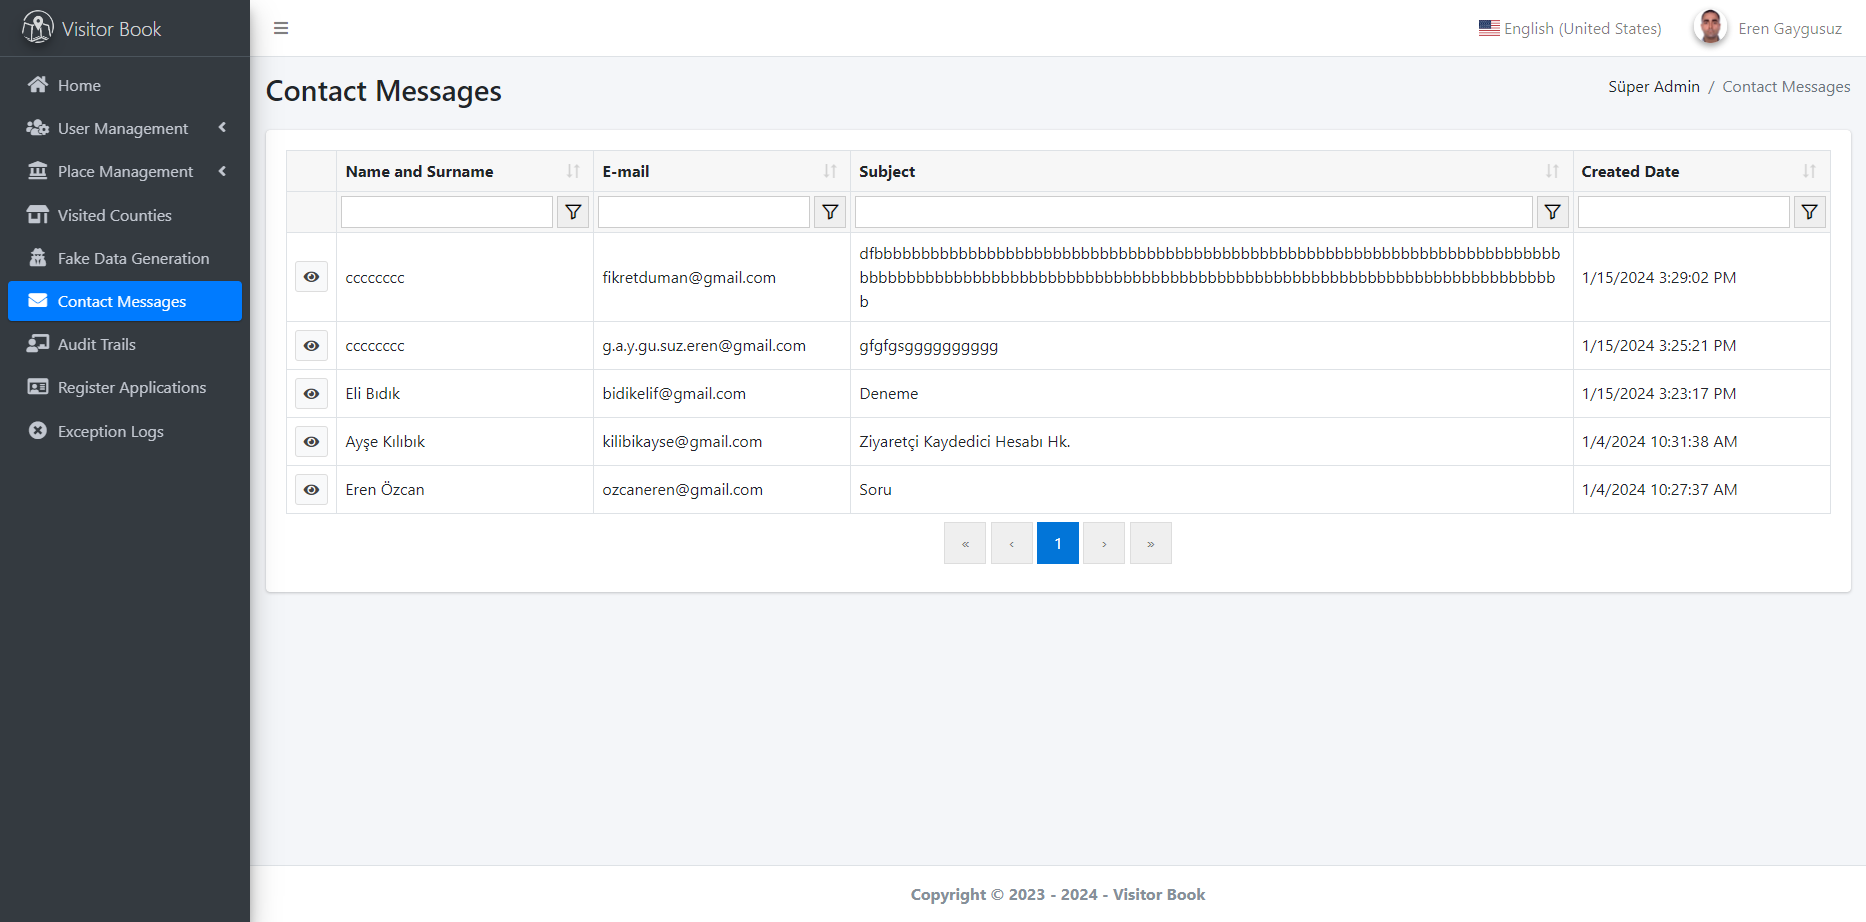 Visitor Book
English (United States)
Eren Gaygusuz
Home
User Management
Place Management
Visited Counties
Fake Data Generation
Contact Messages
Audit Trails
Register Applications
Exception Logs
Contact Messages
Süper Admin / Contact Messages
Name and Surname E-mail Subject Created Date
cccccccc fikretduman@gmail.com 1/15/2024 3:29:02 PM
cccccccc g.a.y.gu.suz.eren@gmail.com gfgfgsgggggggggg 1/15/2024 3:25:21 PM
Eli Bıdık bidikelif@gmail.com Deneme 1/15/2024 3:23:17 PM
Ayşe Kılıbık kilibikayse@gmail.com Ziyaretçi Kaydedici Hesabı Hk. 1/4/2024 10:31:38 AM
Eren Özcan ozcaneren@gmail.com Soru 1/4/2024 10:27:37 AM
« ‹ 1 › »
Copyright © 2023 - 2024 - Visitor Book